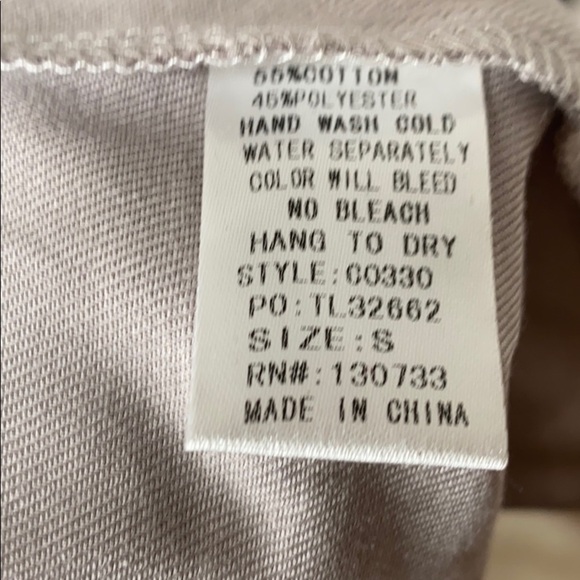 55%COTTON
45%POLYESTER
HAND WASH COLD
WATER SEPARATELY
COLOR WILL BLEED
NO BLEACH
HANG TO DRY
STYLE:C0330
PO:TL32662
SIZE:S
RN#:130733
MADE IN CHINA